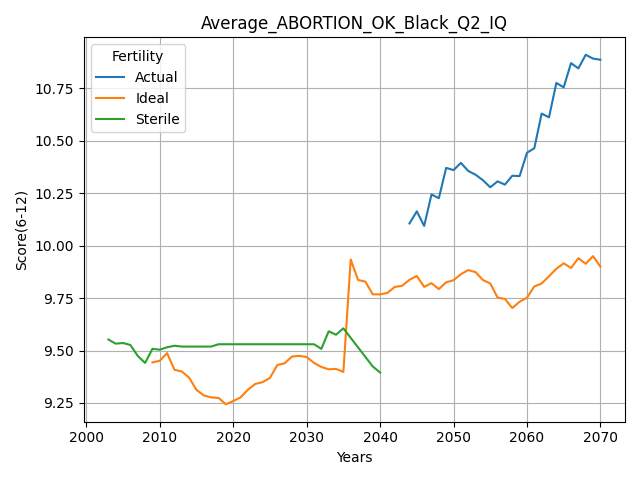 Average_ABORTION_OK_Black_Q2_IQ
Fertility
Actual
Ideal
Sterile
Score(6-12)
10.75
10.50
10.25
10.00
9.75
9.50
9.25
2000 2010 2020 2030 2040 2050 2060 2070
Years